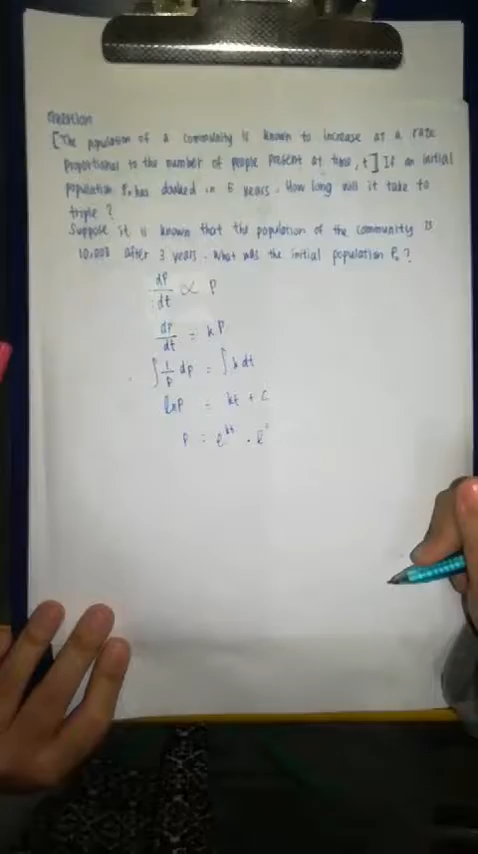 Question
[The population of a community is known to increase at a rate
proportional to the number of people present at time, t] If an initial
population P₀ has doubled in 5 years. How long will it take to
triple?
Suppose it is known that the population of the community is
10,000 after 3 years. What was the initial population P₀?
dP/dt ∝ P
dP/dt = kP
∫ 1/P dP = ∫ k dt
ln P = kt + c
P = e^kt . e^c